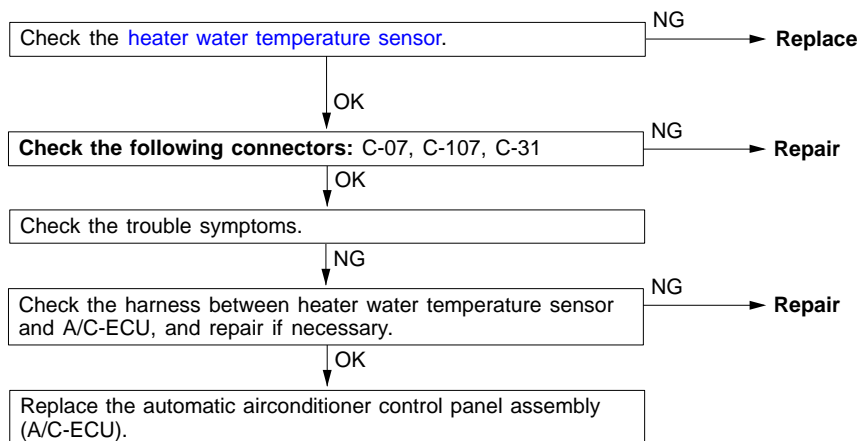 Check the heater water temperature sensor.
NG
Replace
OK
Check the following connectors: C-07, C-107, C-31
NG
Repair
OK
Check the trouble symptoms.
NG
Check the harness between heater water temperature sensor
and A/C-ECU, and repair if necessary.
NG
Repair
OK
Replace the automatic airconditioner control panel assembly
(A/C-ECU).